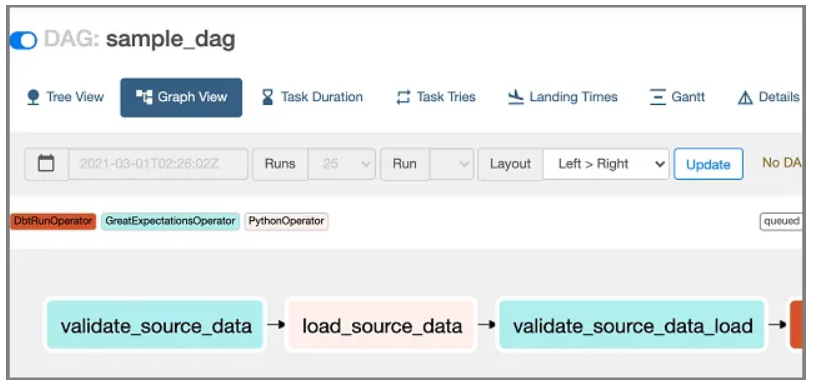 DAG: sample_dag
Tree View Graph View Task Duration Task Tries Landing Times Gantt Details
2021-03-01T02:26:02Z Runs 25 Run Layout Left > Right Update No DA
DbtRunOperator GreatExpectationsOperator PythonOperator queued
validate_source_data load_source_data validate_source_data_load